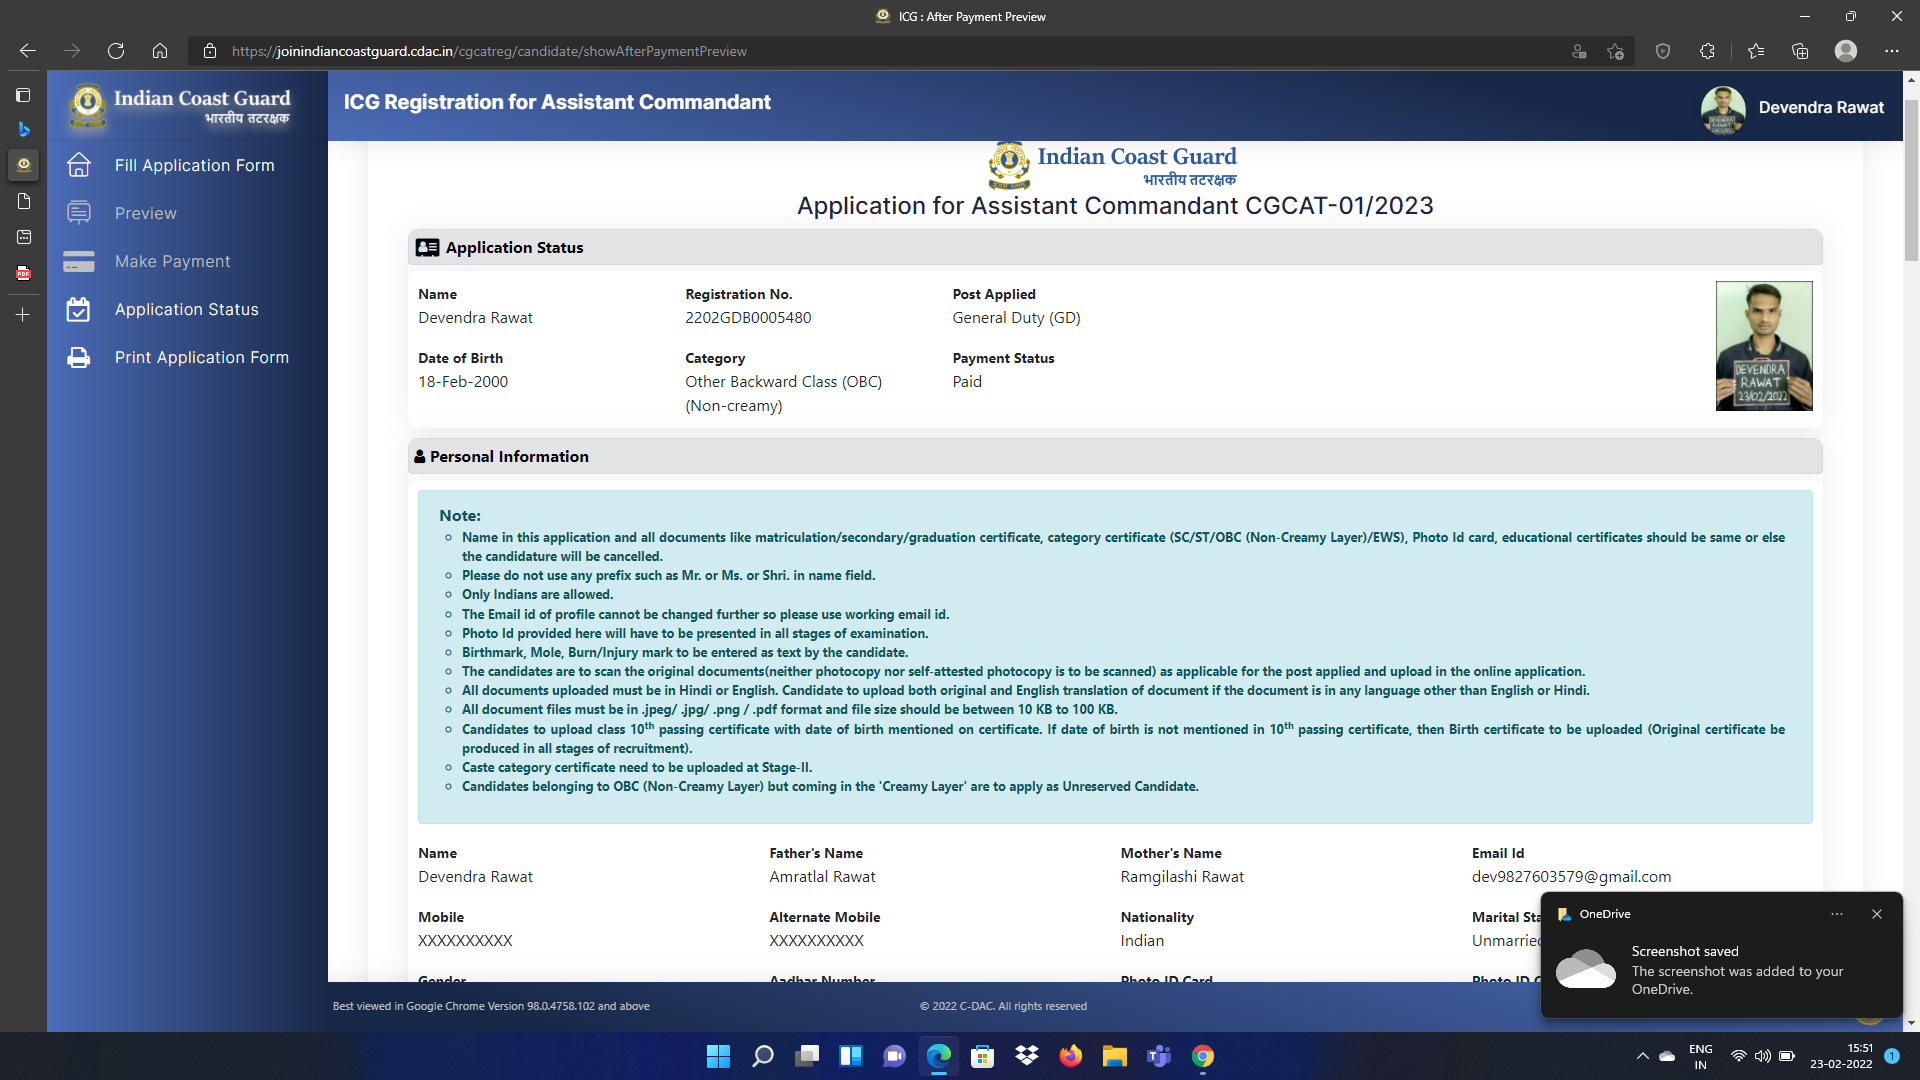 ICG : After Payment Preview
https://joinindiancoastguard.cdac.in/cgcatreg/candidate/showAfterPaymentPreview
Indian Coast Guard
भारतीय तटरक्षक
ICG Registration for Assistant Commandant
Devendra Rawat
Fill Application Form
Preview
Make Payment
Application Status
Print Application Form
Indian Coast Guard
भारतीय तटरक्षक
Application for Assistant Commandant CGCAT-01/2023
Application Status
Name
Registration No.
Post Applied
Devendra Rawat
2202GDB0005480
General Duty (GD)
Date of Birth
Category
Payment Status
18-Feb-2000
Other Backward Class (OBC)
(Non-creamy)
Paid
DEVENDRA
RAWAT
23/02/2022
Personal Information
Note:
Name in this application and all documents like matriculation/secondary/graduation certificate, category certificate (SC/ST/OBC (Non-Creamy Layer)/EWS), Photo Id card, educational certificates should be same or else
the candidature will be cancelled.
Please do not use any prefix such as Mr. or Ms. or Shri. in name field.
Only Indians are allowed.
The Email id of profile cannot be changed further so please use working email id.
Photo Id provided here will have to be presented in all stages of examination.
Birthmark, Mole, Burn/Injury mark to be entered as text by the candidate.
The candidates are to scan the original documents(neither photocopy nor self-attested photocopy is to be scanned) as applicable for the post applied and upload in the online application.
All documents uploaded must be in Hindi or English. Candidate to upload both original and English translation of document if the document is in any language other than English or Hindi.
All document files must be in .jpeg/ .jpg/ .png / .pdf format and file size should be between 10 KB to 100 KB.
Candidates to upload class 10th passing certificate with date of birth mentioned on certificate. If date of birth is not mentioned in 10th passing certificate, then Birth certificate to be uploaded (Original certificate be
produced in all stages of recruitment).
Caste category certificate need to be uploaded at Stage-II.
Candidates belonging to OBC (Non-Creamy Layer) but coming in the 'Creamy Layer' are to apply as Unreserved Candidate.
Name
Father's Name
Mother's Name
Email Id
Devendra Rawat
Amratlal Rawat
Ramgilashi Rawat
dev9827603579@gmail.com
Mobile
Alternate Mobile
Nationality
Marital Sta
XXXXXXXXXX
XXXXXXXXXX
Indian
Unmarried
Gender
Aadhar Number
Photo ID Card
Photo ID C
OneDrive
Screenshot saved
The screenshot was added to your
OneDrive.
Best viewed in Google Chrome Version 98.0.4758.102 and above
© 2022 C-DAC. All rights reserved
ENG
IN
15:51
23-02-2022
1